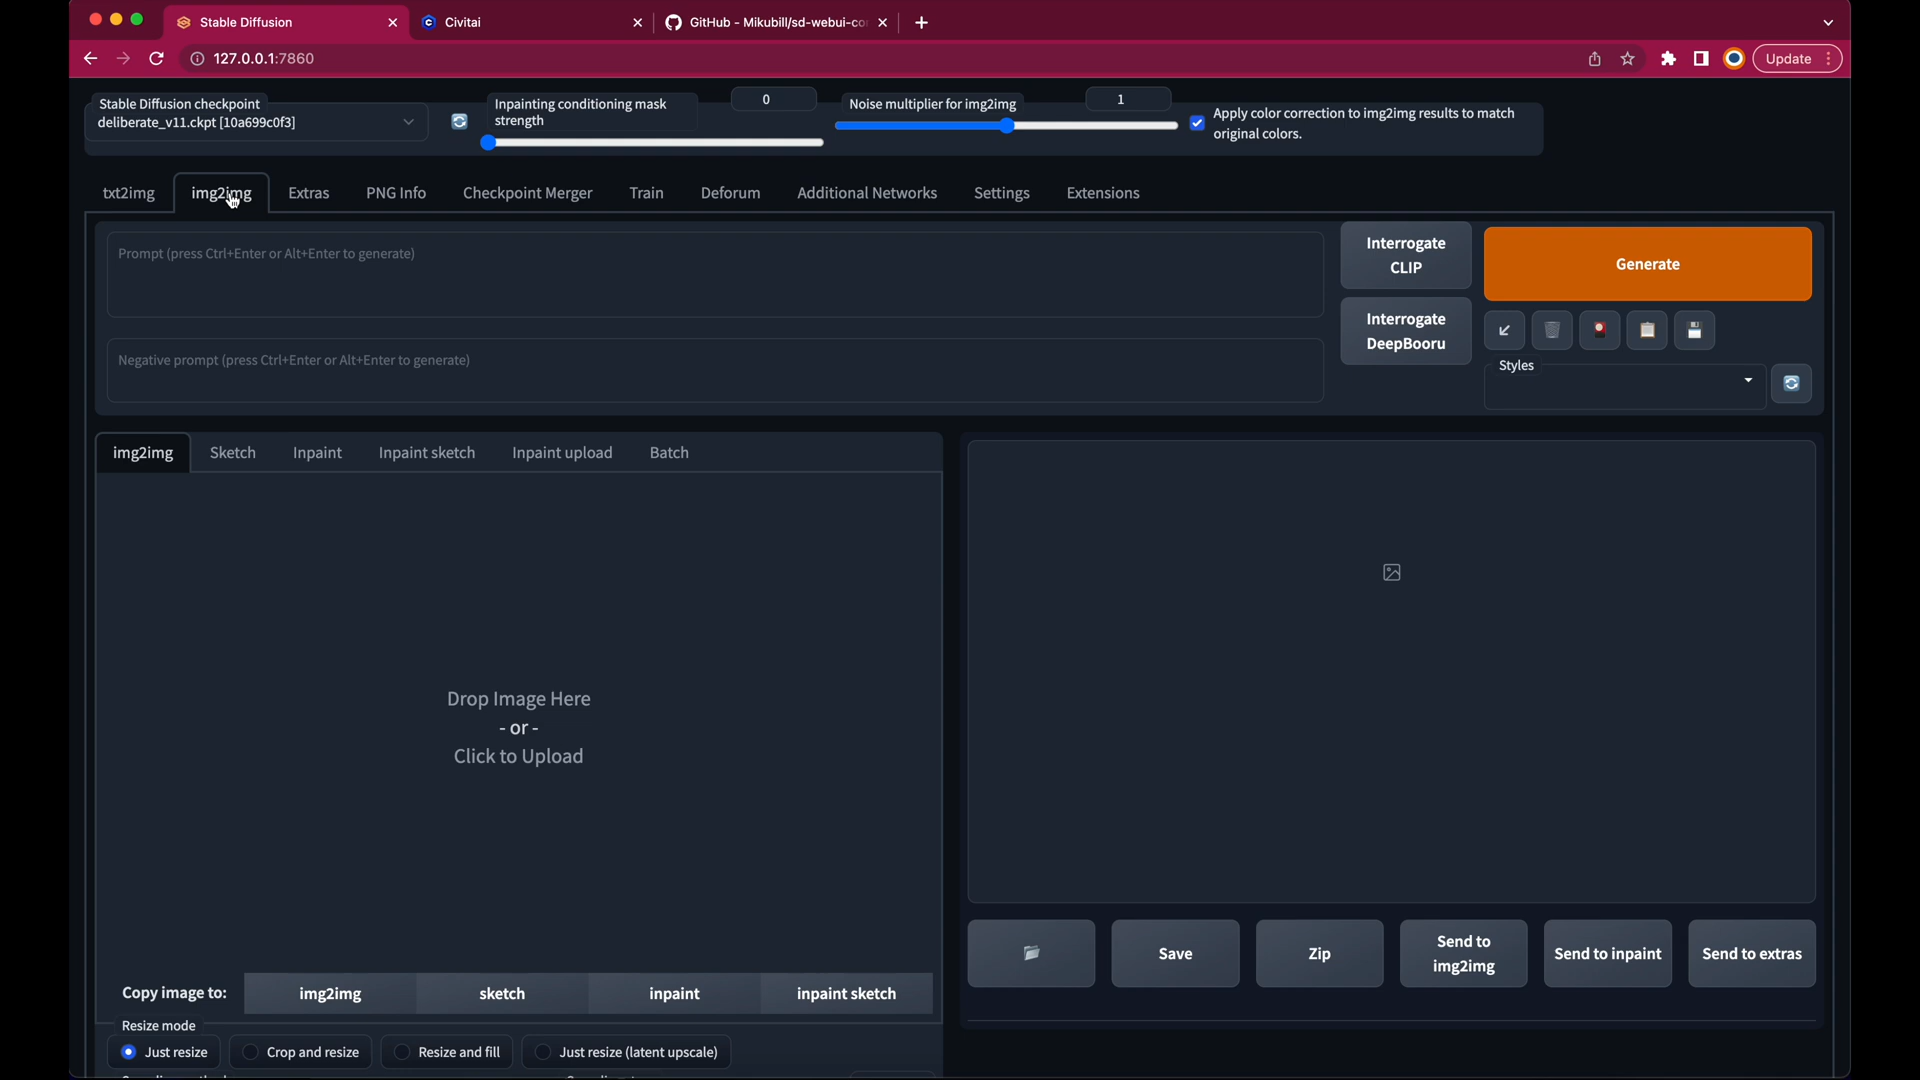 Stable Diffusion
Civitai
GitHub - Mikubill/sd-webui-co
127.0.0.1:7860
Update
Stable Diffusion checkpoint
deliberate_v11.ckpt [10a699c0f3]
Inpainting conditioning mask
strength
0
Noise multiplier for img2img
1
Apply color correction to img2img results to match
original colors.
txt2img
img2img
Extras
PNG Info
Checkpoint Merger
Train
Deforum
Additional Networks
Settings
Extensions
Prompt (press Ctrl+Enter or Alt+Enter to generate)
Negative prompt (press Ctrl+Enter or Alt+Enter to generate)
Interrogate
CLIP
Interrogate
DeepBooru
Generate
Styles
img2img
Sketch
Inpaint
Inpaint sketch
Inpaint upload
Batch
Drop Image Here
- or -
Click to Upload
Copy image to:
img2img
sketch
inpaint
inpaint sketch
Save
Zip
Send to
img2img
Send to inpaint
Send to extras
Resize mode
Just resize
Crop and resize
Resize and fill
Just resize (latent upscale)